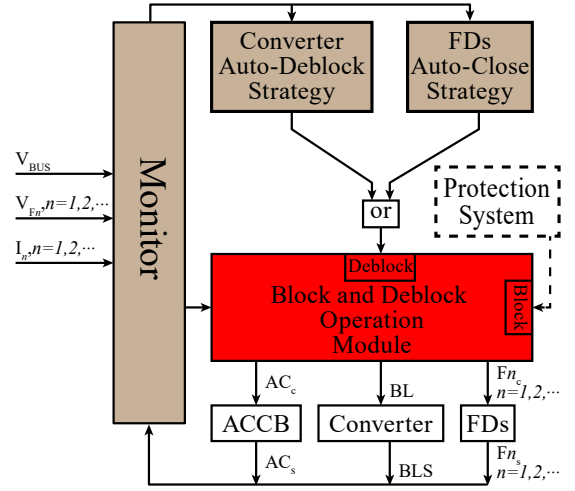 Converter
Auto-Deblock
Strategy
FDs
Auto-Close
Strategy
Monitor
V_BUS
V_Fn, n=1,2,···
I_n, n=1,2,···
or
Protection
System
Deblock
Block
Block and Deblock
Operation
Module
AC_c
BL
Fn_c
n=1,2,···
ACCB
Converter
FDs
AC_s
BLS
Fn_s
n=1,2,···